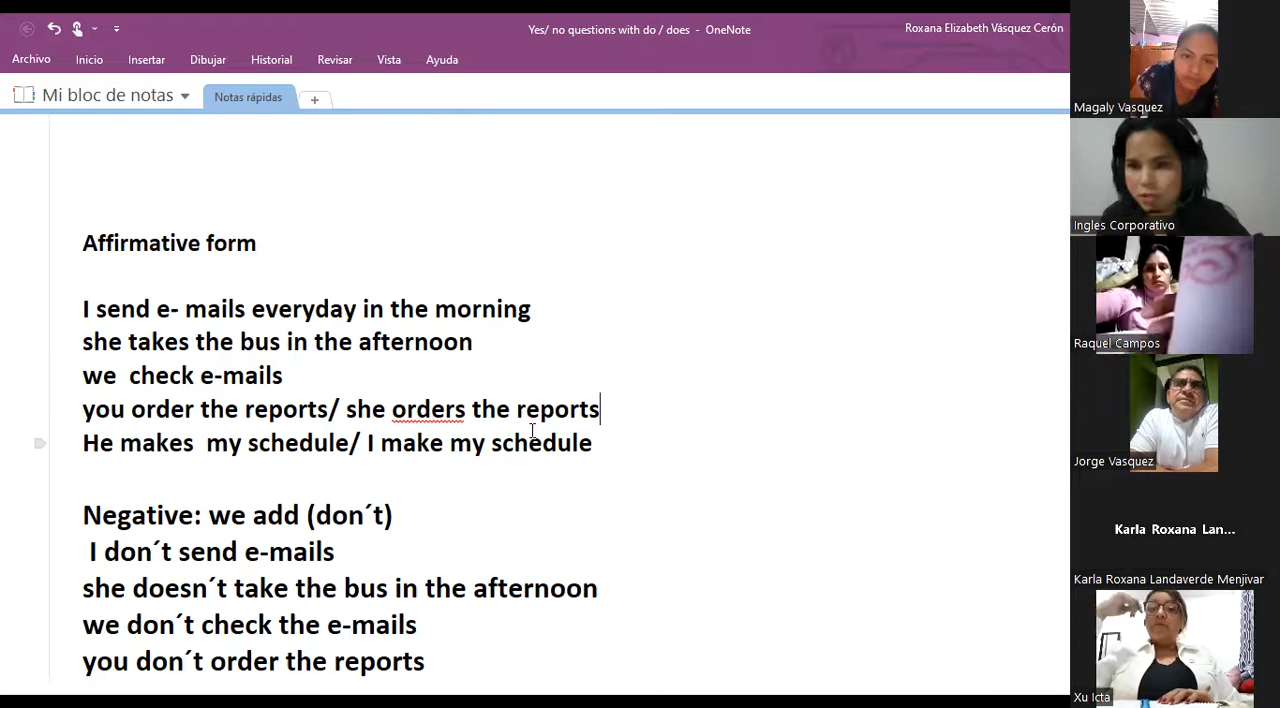 Yes/ no questions with do / does - OneNote
Roxana Elizabeth Vásquez Cerón
Archivo Inicio Insertar Dibujar Historial Revisar Vista Ayuda
Mi bloc de notas
Notas rápidas
Affirmative form
I send e- mails everyday in the morning
she takes the bus in the afternoon
we check e-mails
you order the reports/ she orders the reports
He makes my schedule/ I make my schedule
Negative: we add (don´t)
I don´t send e-mails
she doesn´t take the bus in the afternoon
we don´t check the e-mails
you don´t order the reports
Magaly Vasquez
Ingles Corporativo
Raquel Campos
Jorge Vasquez
Karla Roxana Lan...
Karla Roxana Landaverde Menjivar
Xu Icta